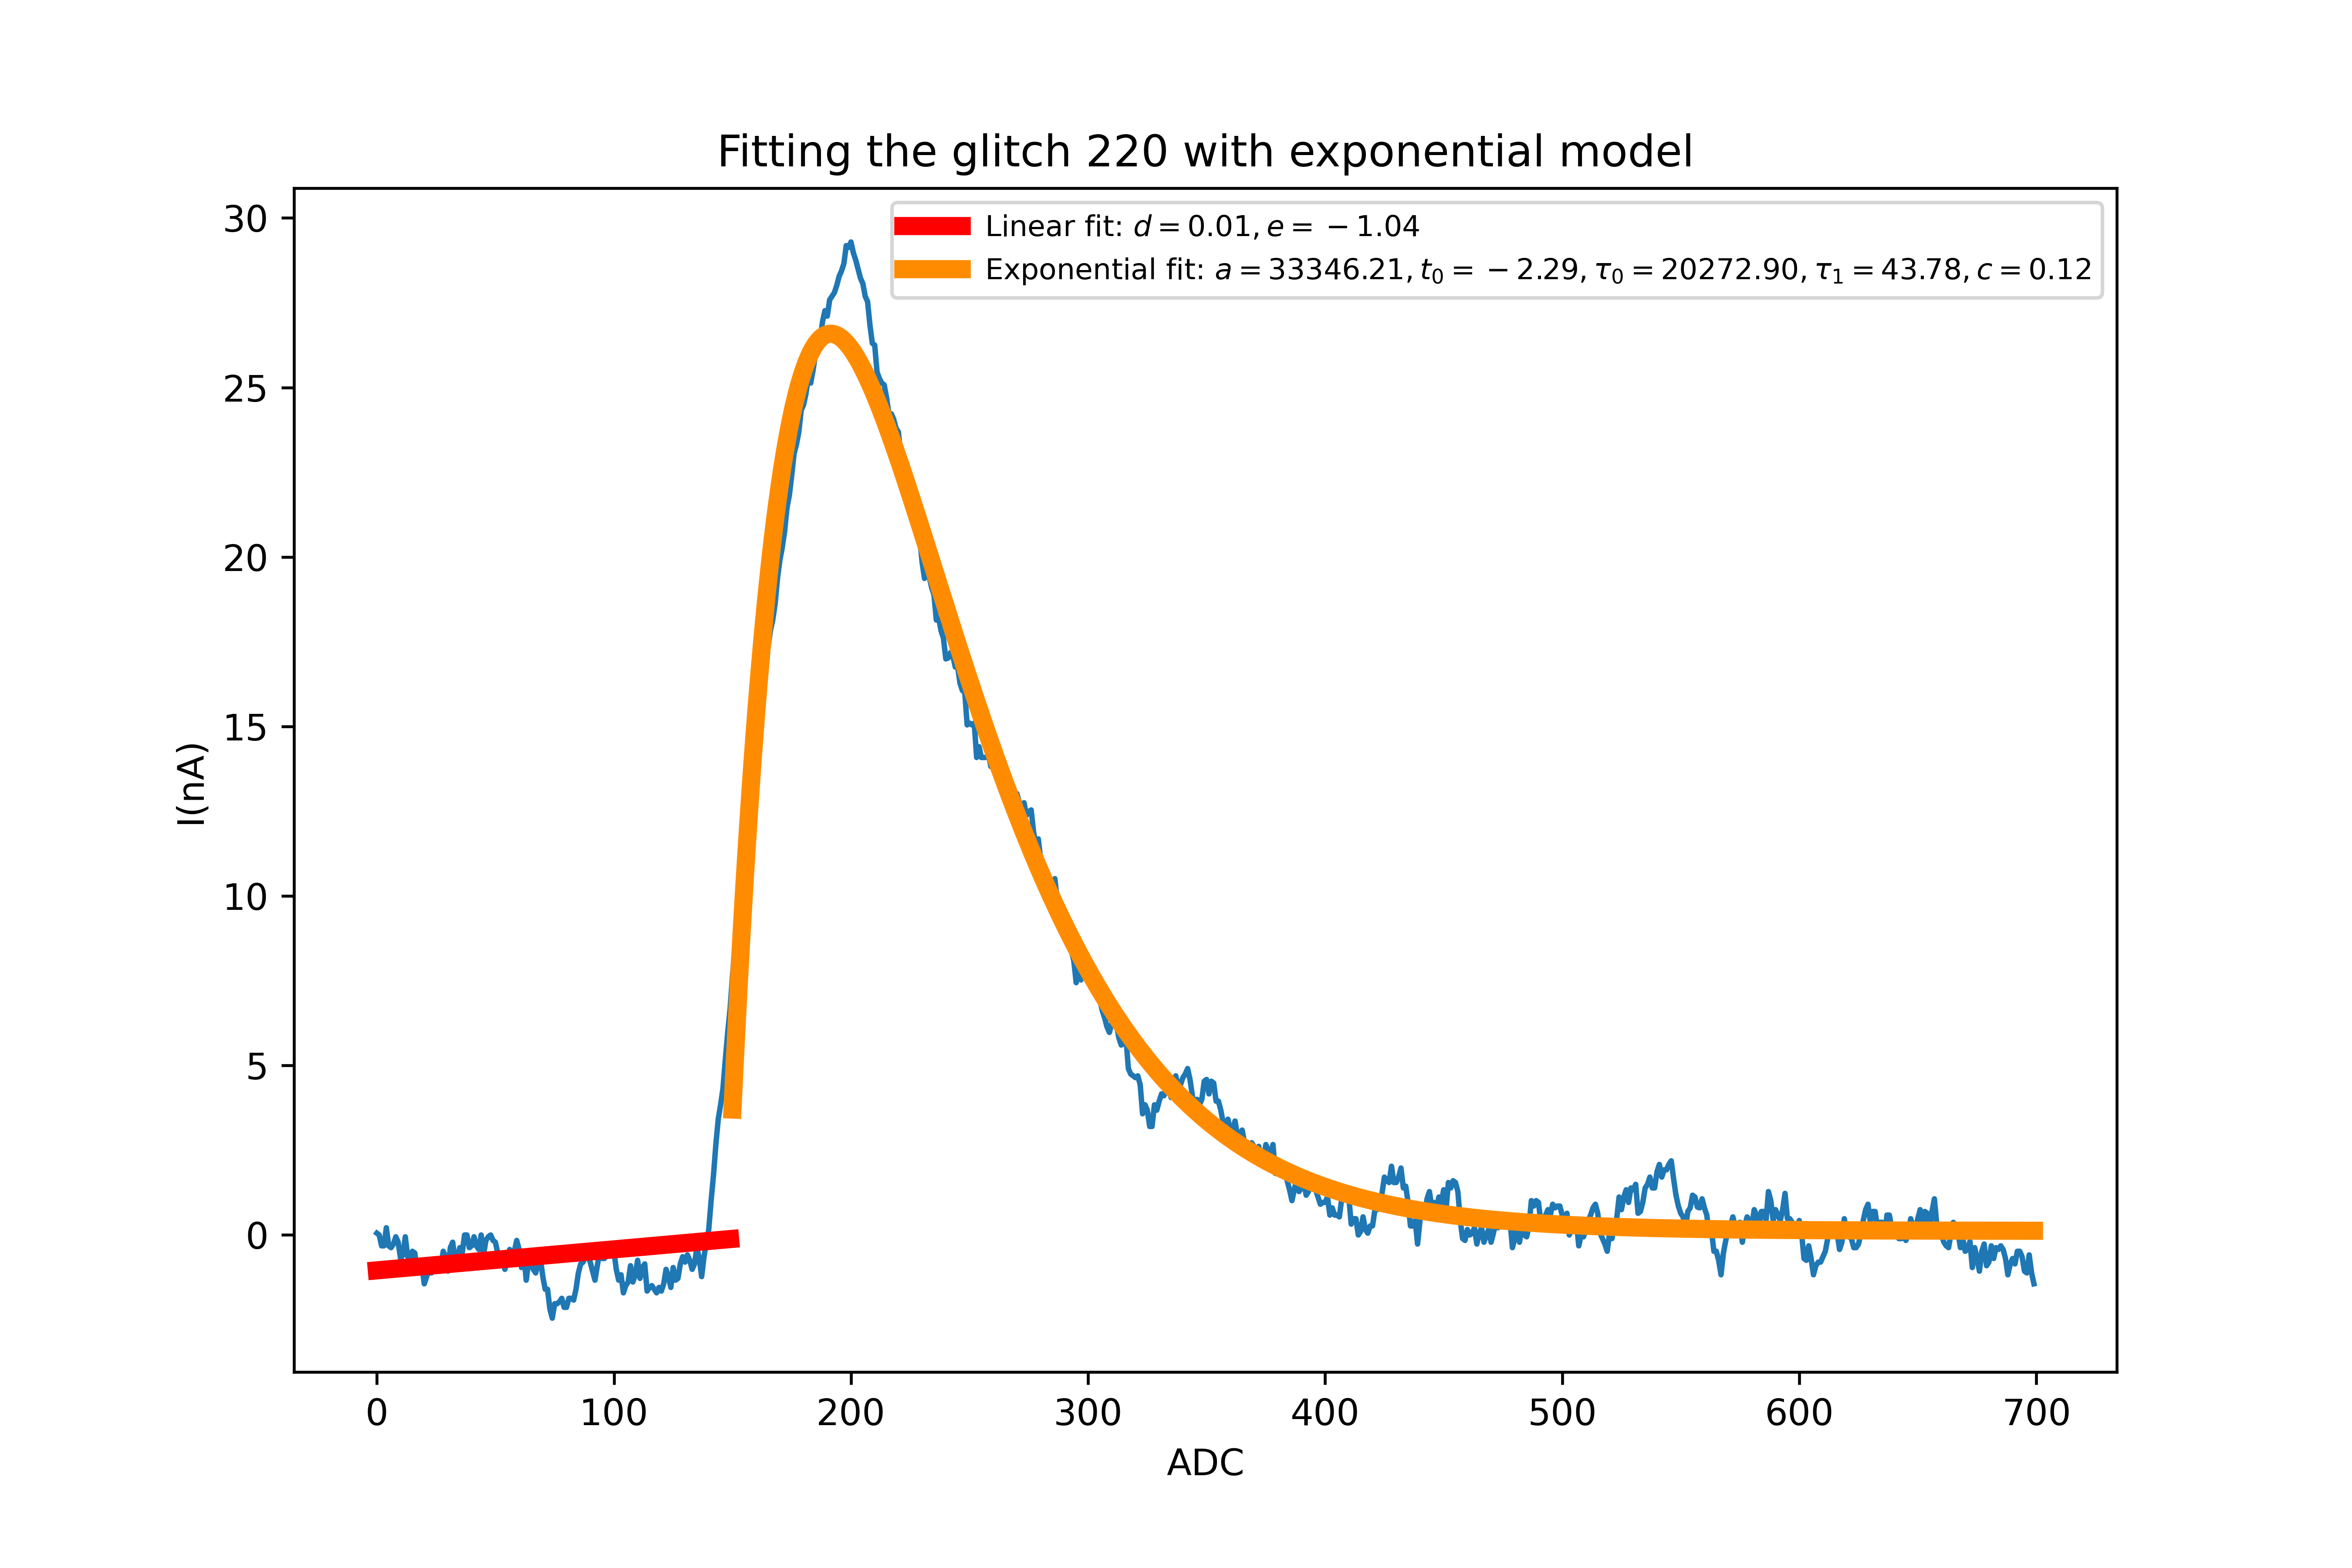 Fitting the glitch 220 with exponential model
Linear fit: d = 0.01, e = −1.04
Exponential fit: a = 33346.21, t₀ = −2.29, τ₀ = 20272.90, τ₁ = 43.78, c = 0.12
30
25
20
15
10
5
0
I(nA)
0 100 200 300 400 500 600 700
ADC